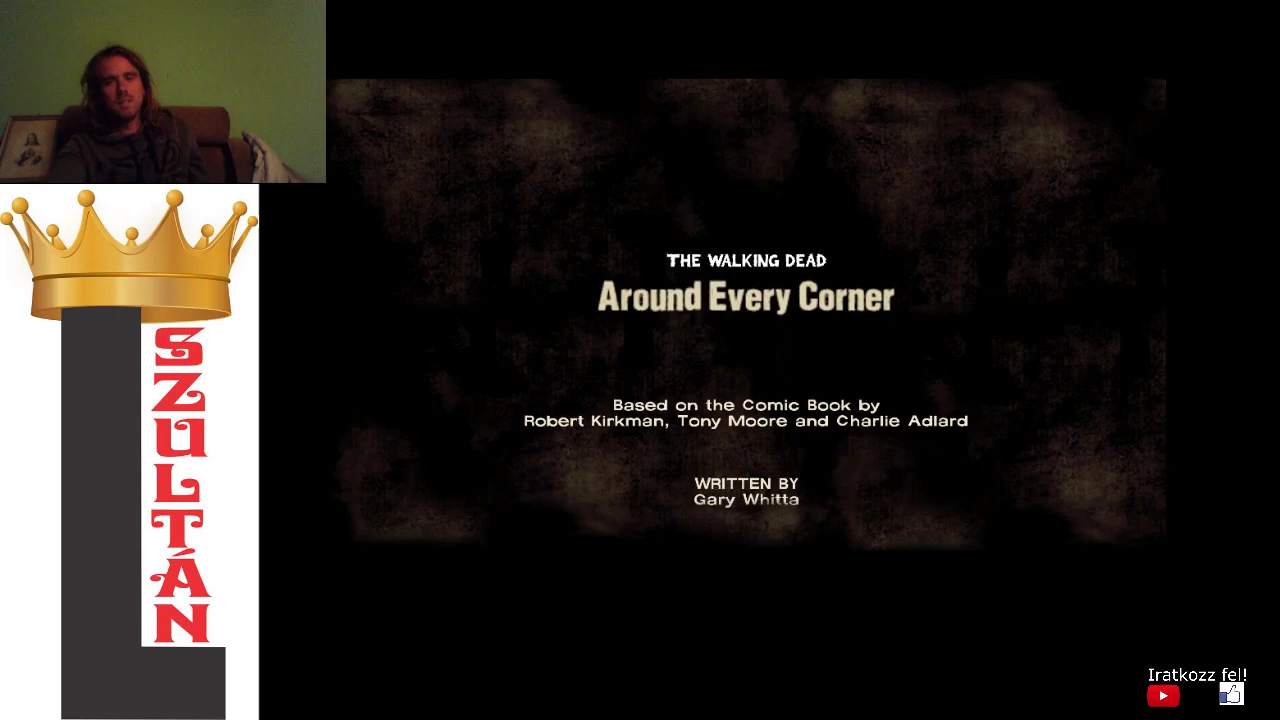 THE WALKING DEAD
Around Every Corner
Based on the Comic Book by
Robert Kirkman, Tony Moore and Charlie Adlard
WRITTEN BY
Gary Whitta
L
SZULTÁN
Iratkozz fel!